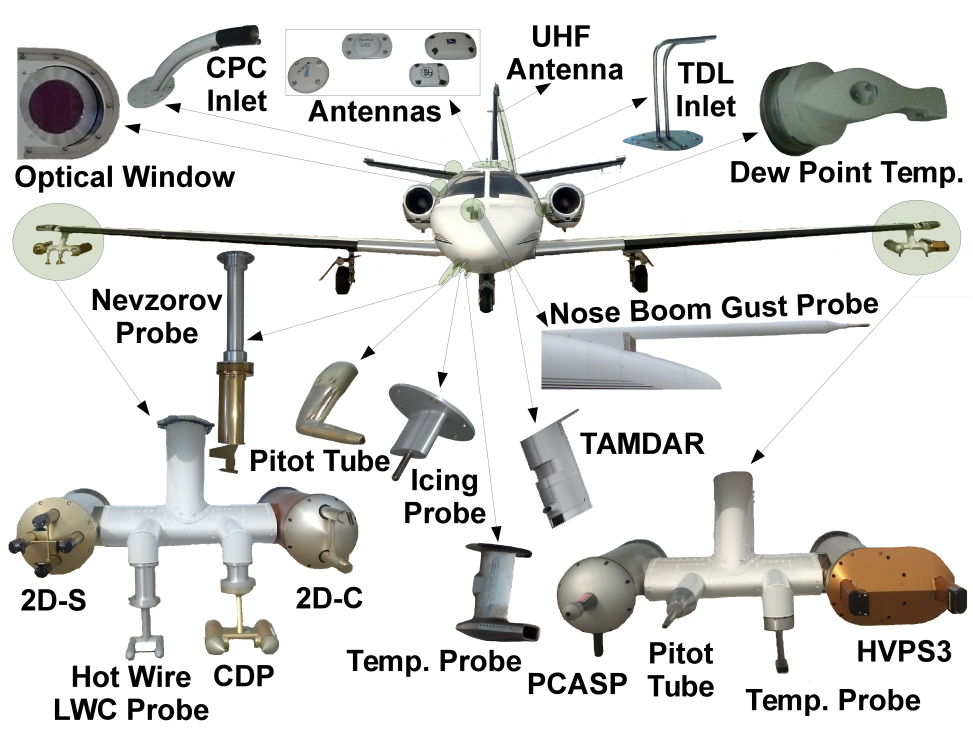 UHF
Antenna
CPC
Inlet
TDL
Inlet
Antennas
Optical Window
Dew Point Temp.
Nevzorov
Probe
Nose Boom Gust Probe
Pitot Tube
TAMDAR
Icing
Probe
2D-S
2D-C
Hot Wire
LWC Probe
CDP
Temp. Probe
PCASP
Pitot
Tube
HVPS3
Temp. Probe